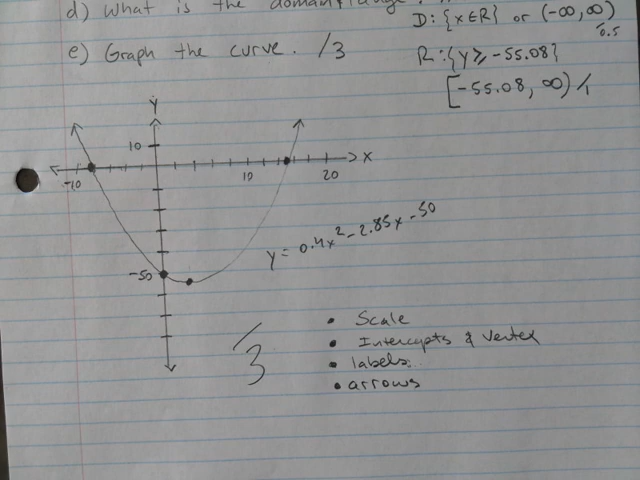 d) What is the domain & range?
D: {x∈R} or (-∞,∞)
/0.5
e) Graph the curve. /3
R: {y≥-55.08}
[-55.08, ∞) /1
Y
10
X
-10
10
20
-50
y=0.4x²-2.85x-50
/3
• Scale
• Intercepts & Vertex
• labels
• arrows